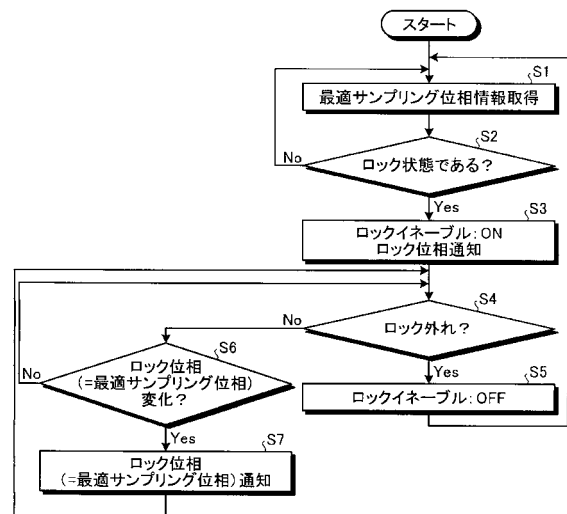 スタート
S1
最適サンプリング位相情報取得
S2
ロック状態である?
No
Yes
S3
ロックイネーブル:ON
ロック位相通知
S4
ロック外れ?
No
Yes
S5
ロックイネーブル:OFF
S6
ロック位相
(=最適サンプリング位相)
変化?
No
Yes
S7
ロック位相
(=最適サンプリング位相)通知